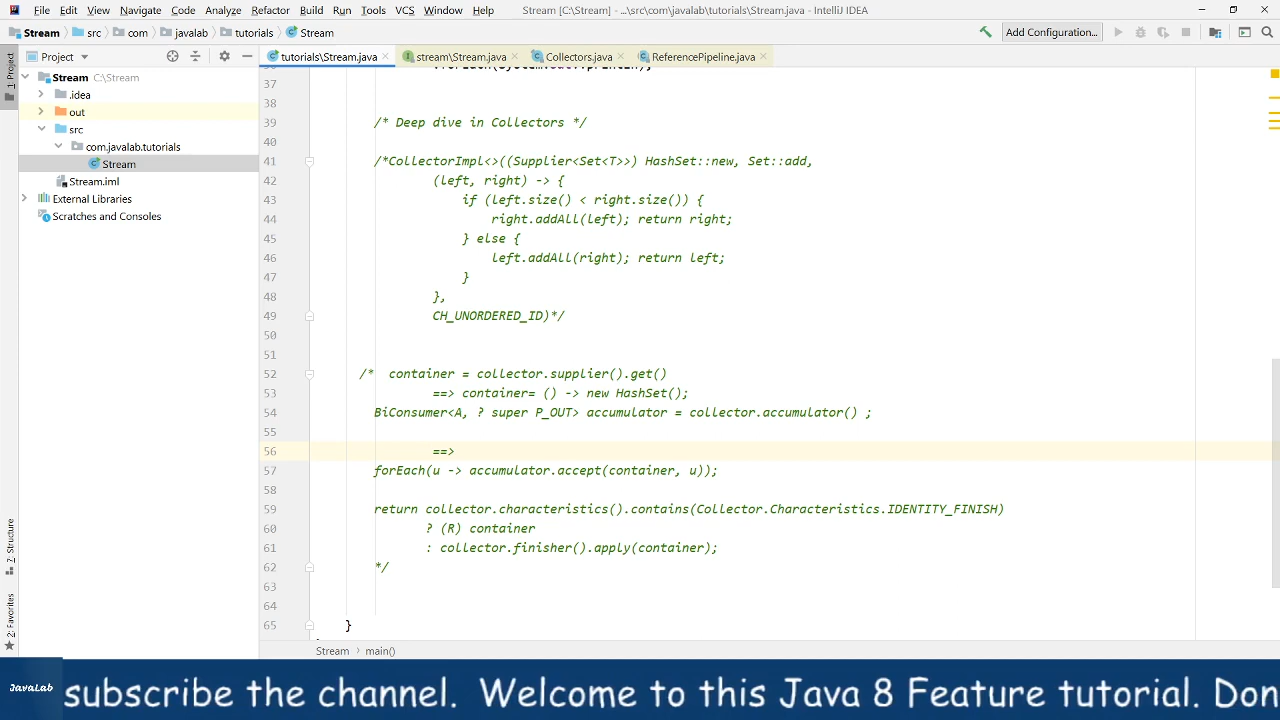 File Edit View Navigate Code Analyze Refactor Build Run Tools VCS Window Help Stream [C:\Stream] - ...\src\com\javalab\tutorials\Stream.java - IntelliJ IDEA
Stream src com javalab tutorials Stream Add Configuration...
Project tutorials\Stream.java stream\Stream.java Collectors.java ReferencePipeline.java
1: Project
Stream C:\Stream
.idea
out
src
com.javalab.tutorials
Stream
Stream.iml
External Libraries
Scratches and Consoles
7: Structure
2: Favorites
37
38
39 /* Deep dive in Collectors */
40
41 /*CollectorImpl<>((Supplier<Set<T>>) HashSet::new, Set::add,
42 (left, right) -> {
43 if (left.size() < right.size()) {
44 right.addAll(left); return right;
45 } else {
46 left.addAll(right); return left;
47 }
48 },
49 CH_UNORDERED_ID)*/
50
51
52 /* container = collector.supplier().get()
53 ==> container= () -> new HashSet();
54 BiConsumer<A, ? super P_OUT> accumulator = collector.accumulator() ;
55
56 ==>
57 forEach(u -> accumulator.accept(container, u));
58
59 return collector.characteristics().contains(Collector.Characteristics.IDENTITY_FINISH)
60 ? (R) container
61 : collector.finisher().apply(container);
62 */
63
64
65 }
Stream main()
JavaLab subscribe the channel. Welcome to this Java 8 Feature tutorial. Don